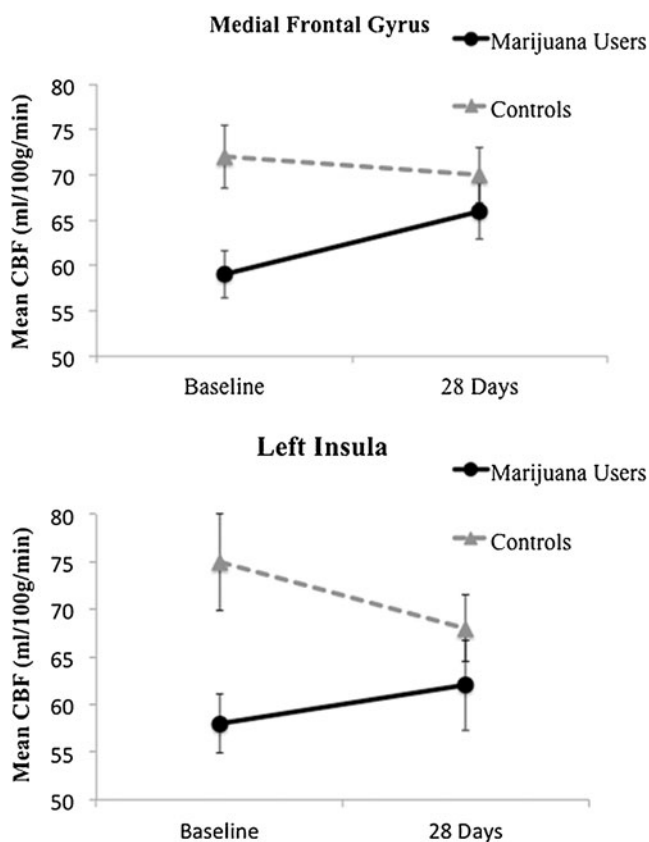 Medial Frontal Gyrus
Marijuana Users
Controls
Mean CBF (ml/100g/min)
80
75
70
65
60
55
50
Baseline
28 Days
Left Insula
Marijuana Users
Controls
Mean CBF (ml/100g/min)
80
75
70
65
60
55
50
Baseline
28 Days